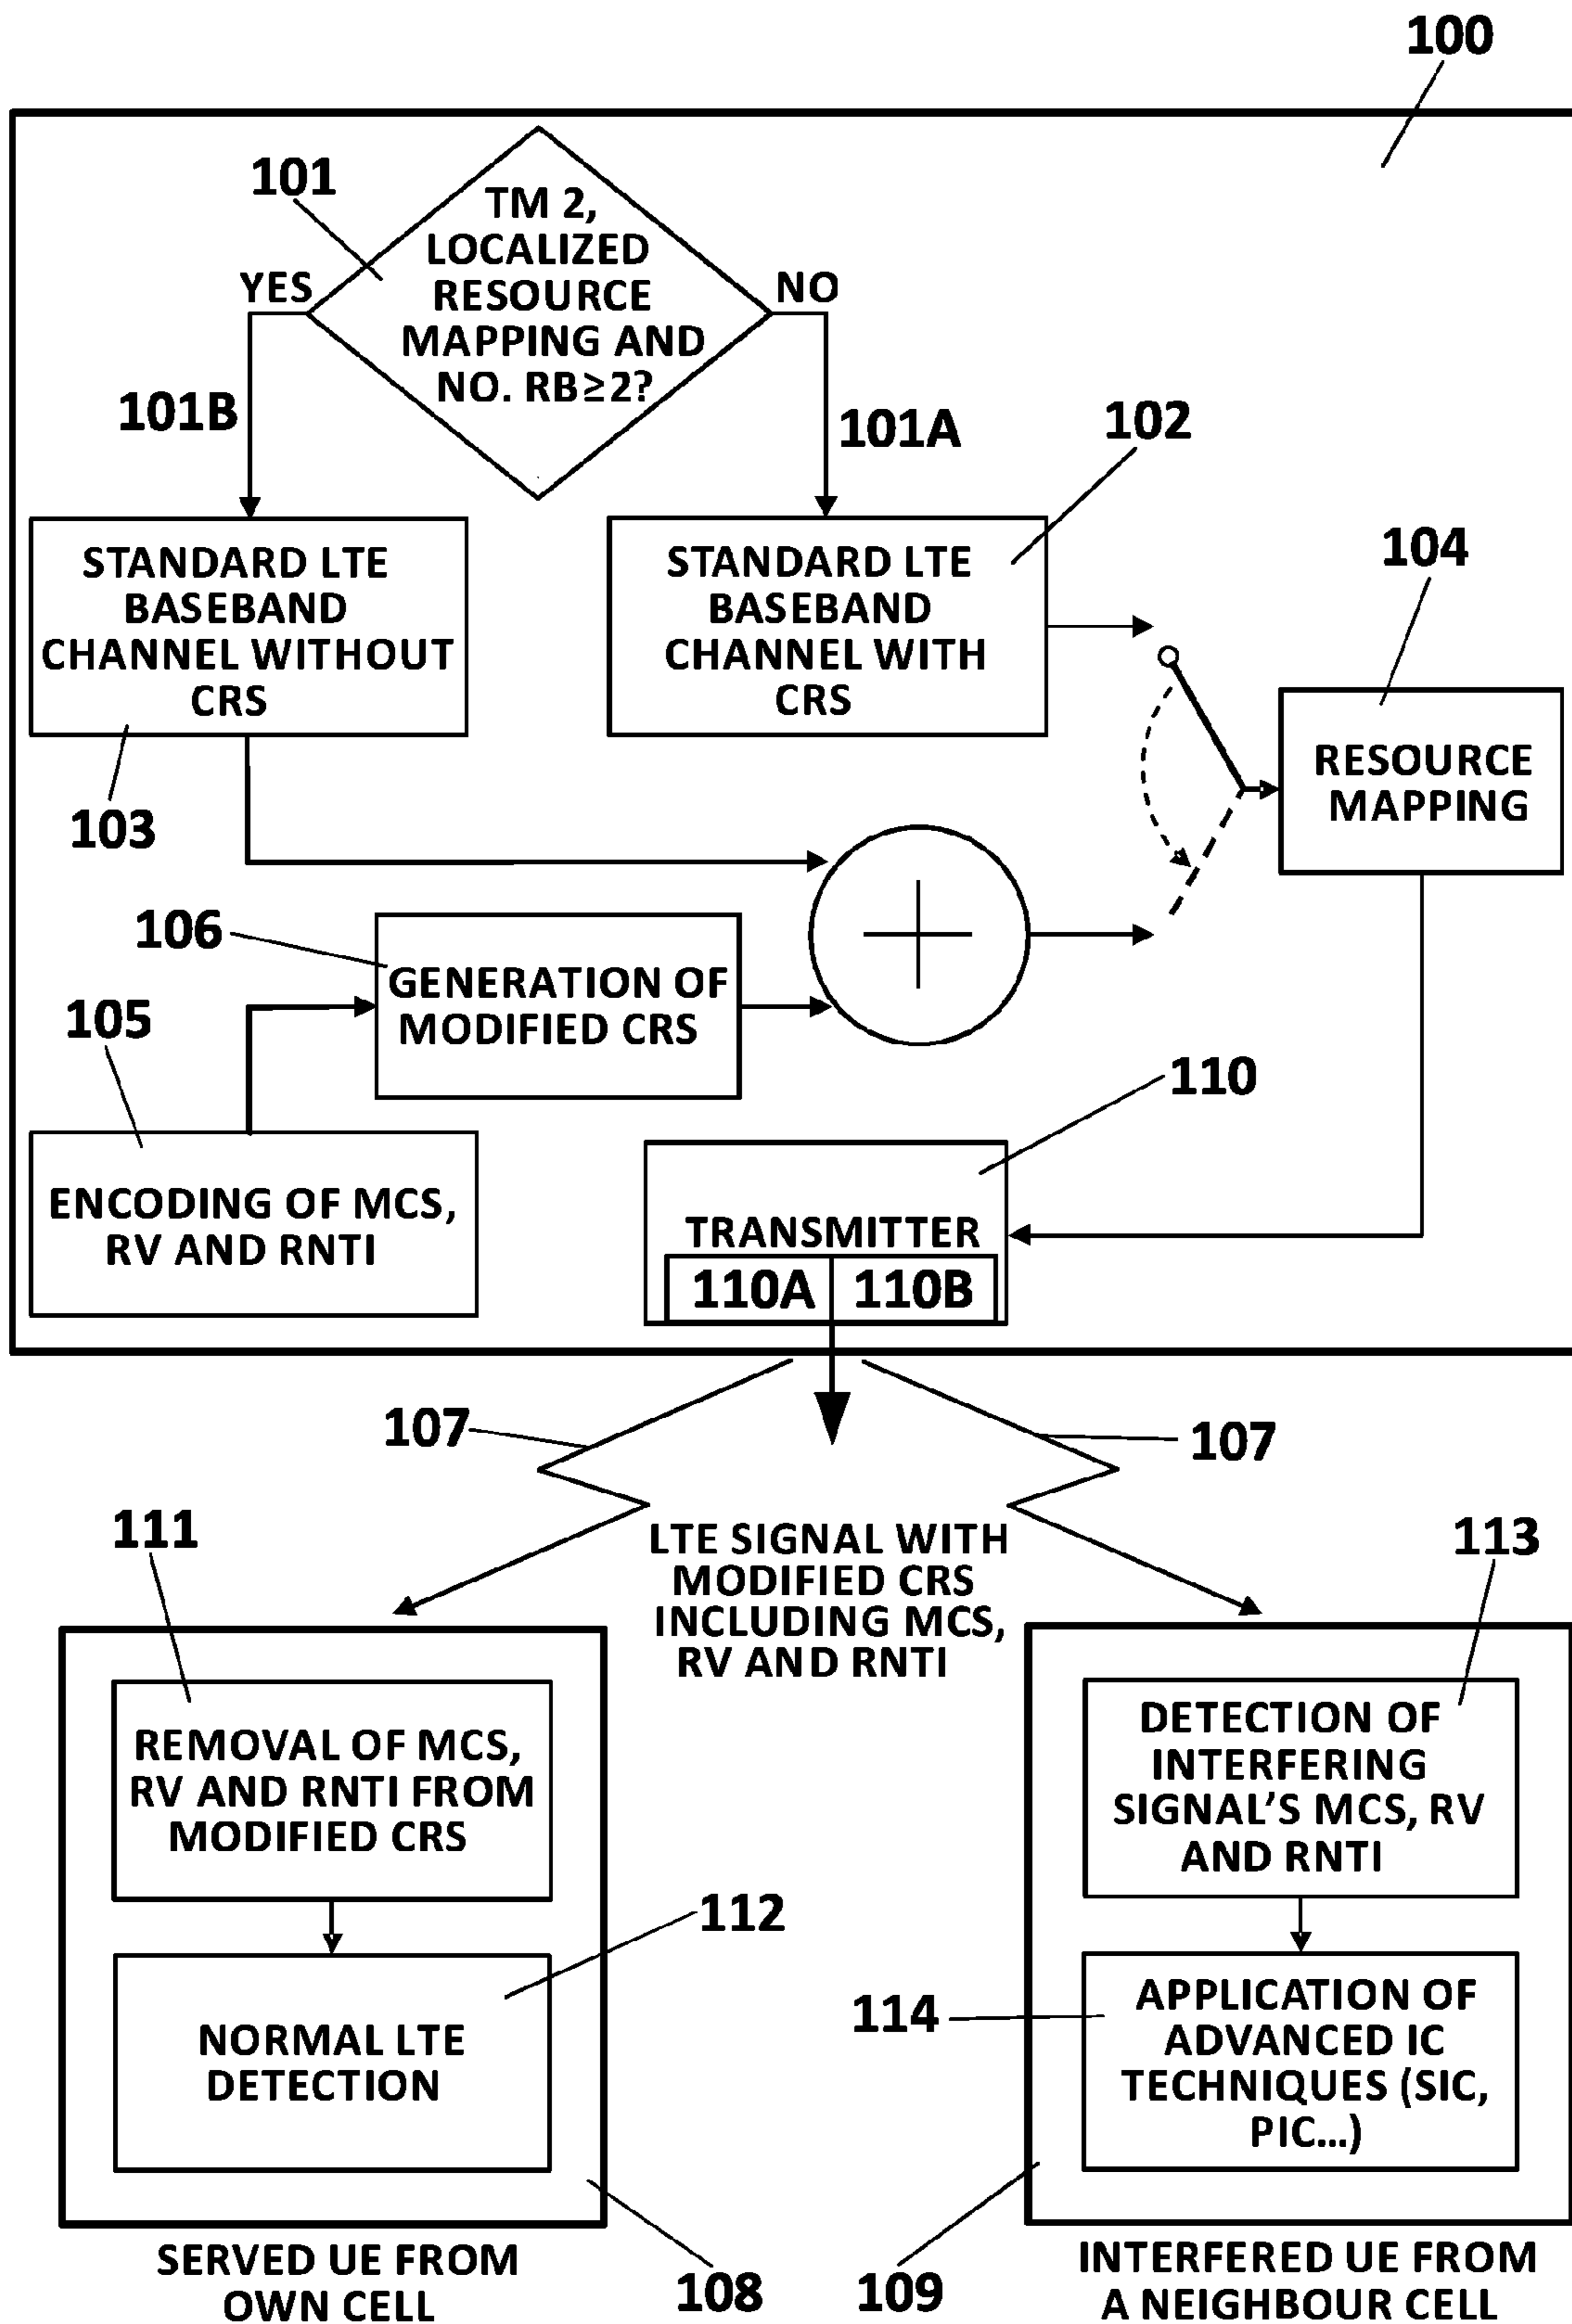 100
101
TM 2,
LOCALIZED
RESOURCE
MAPPING AND
NO. RB≥2?
YES
NO
101B
101A
102
STANDARD LTE
BASEBAND
CHANNEL WITHOUT
CRS
STANDARD LTE
BASEBAND
CHANNEL WITH
CRS
104
103
RESOURCE
MAPPING
106
GENERATION OF
MODIFIED CRS
105
110
ENCODING OF MCS,
RV AND RNTI
TRANSMITTER
110A
110B
107
107
LTE SIGNAL WITH
MODIFIED CRS
INCLUDING MCS,
RV AND RNTI
111
113
REMOVAL OF MCS,
RV AND RNTI FROM
MODIFIED CRS
DETECTION OF
INTERFERING
SIGNAL'S MCS, RV
AND RNTI
112
114
NORMAL LTE
DETECTION
APPLICATION OF
ADVANCED IC
TECHNIQUES (SIC,
PIC...)
SERVED UE FROM
OWN CELL
108
109
INTERFERED UE FROM
A NEIGHBOUR CELL